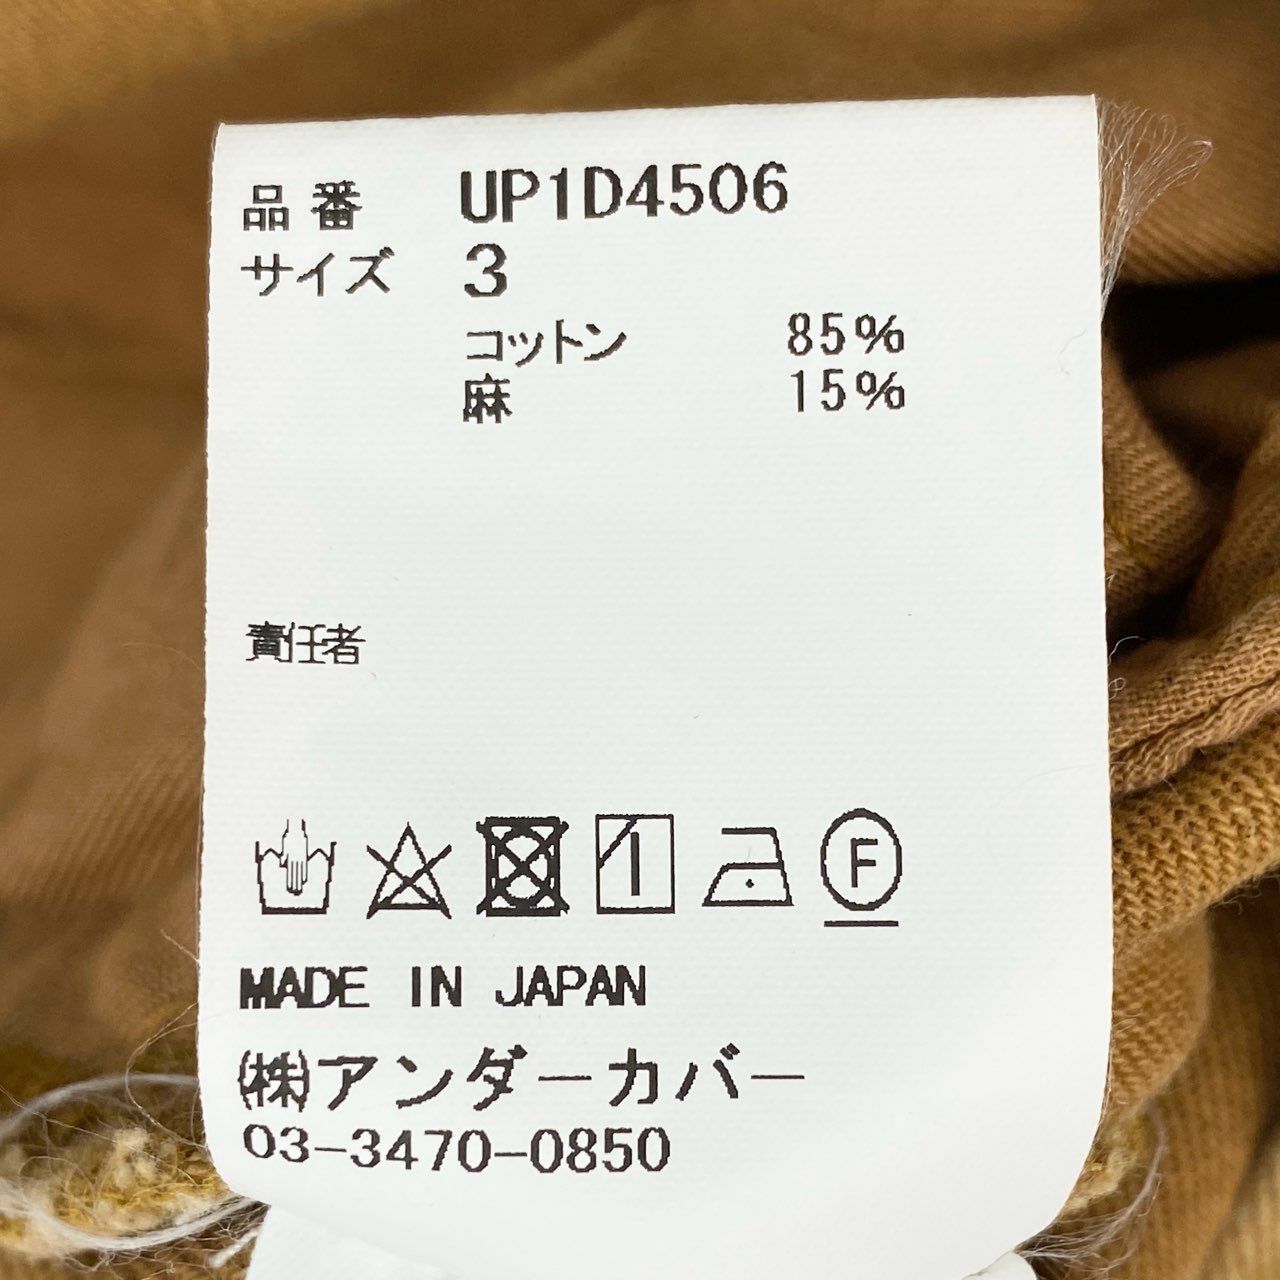 品番 UP1D4506
サイズ 3
コットン 85%
麻 15%
責任者
F
MADE IN JAPAN
(株)アンダーカバー
03-3470-0850